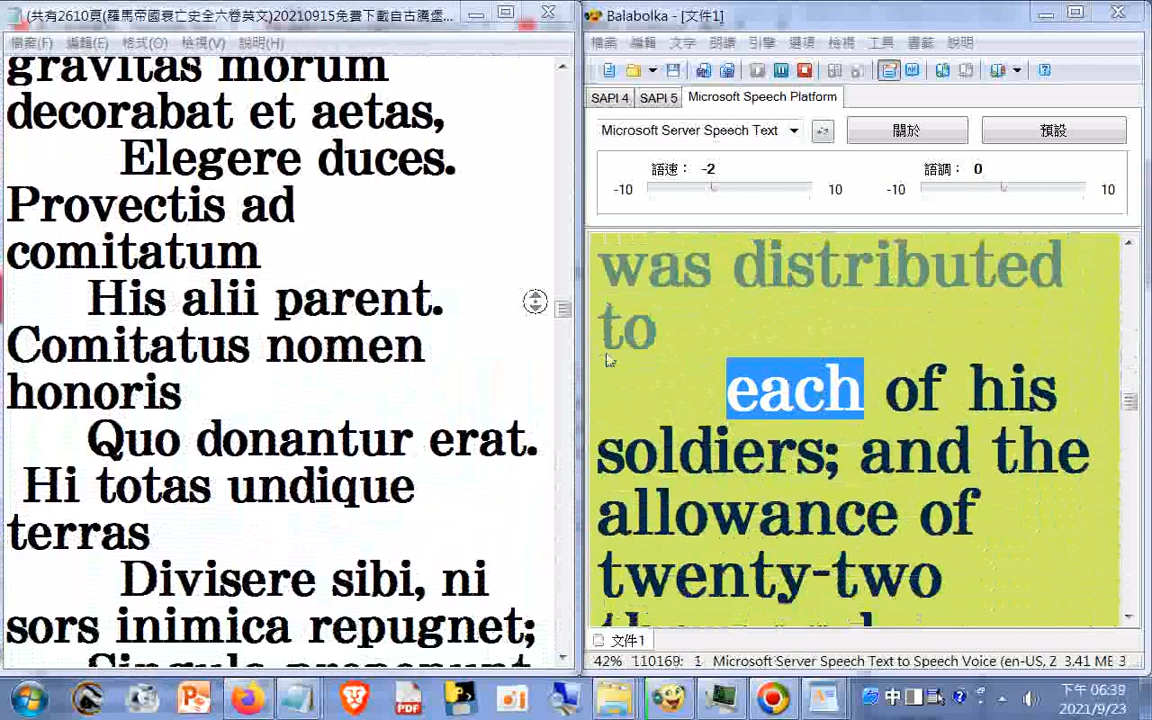 (共有2610頁(羅馬帝國衰亡史全六卷英文)20210915免費下載自古騰堡...
檔案(F) 編輯(E) 格式(O) 檢視(V) 說明(H)
gravitas morum
decorabat et aetas,
Elegere duces.
Provectis ad
comitatum
His alii parent.
Comitatus nomen
honoris
Quo donantur erat.
Hi totas undique
terras
Divisere sibi, ni
sors inimica repugnet;
Balabolka - [文件1]
檔案 編輯 文字 朗讀 引擎 選項 檢視 工具 書籤 說明
SAPI 4 SAPI 5 Microsoft Speech Platform
Microsoft Server Speech Text 關於 預設
語速: -2 語調: 0
-10 10 -10 10
was distributed
to
each of his
soldiers; and the
allowance of
twenty-two
文件1
42% 110169: 1 Microsoft Server Speech Text to Speech Voice (en-US, Z 3.41 ME 3
中 下午 06:39
2021/9/23